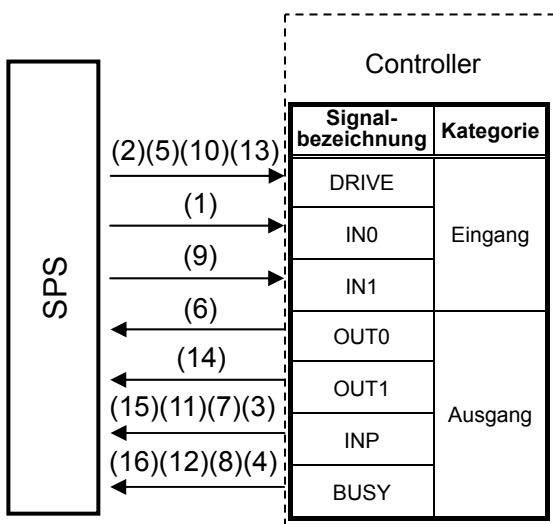 Controller
Signal-
bezeichnung
Kategorie
SPS
(2)(5)(10)(13)
DRIVE
(1)
IN0
Eingang
(9)
IN1
(6)
OUT0
(14)
OUT1
(15)(11)(7)(3)
INP
Ausgang
(16)(12)(8)(4)
BUSY